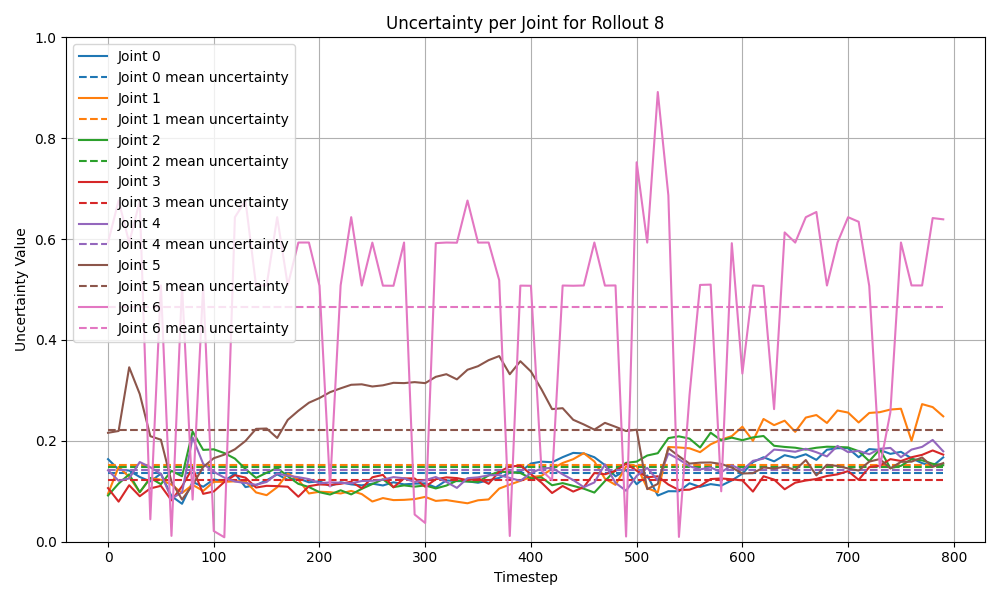 Uncertainty per Joint for Rollout 8
1.0
0.8
0.6
0.4
0.2
0.0
Uncertainty Value
Joint 0
Joint 0 mean uncertainty
Joint 1
Joint 1 mean uncertainty
Joint 2
Joint 2 mean uncertainty
Joint 3
Joint 3 mean uncertainty
Joint 4
Joint 4 mean uncertainty
Joint 5
Joint 5 mean uncertainty
Joint 6
Joint 6 mean uncertainty
0 100 200 300 400 500 600 700 800
Timestep